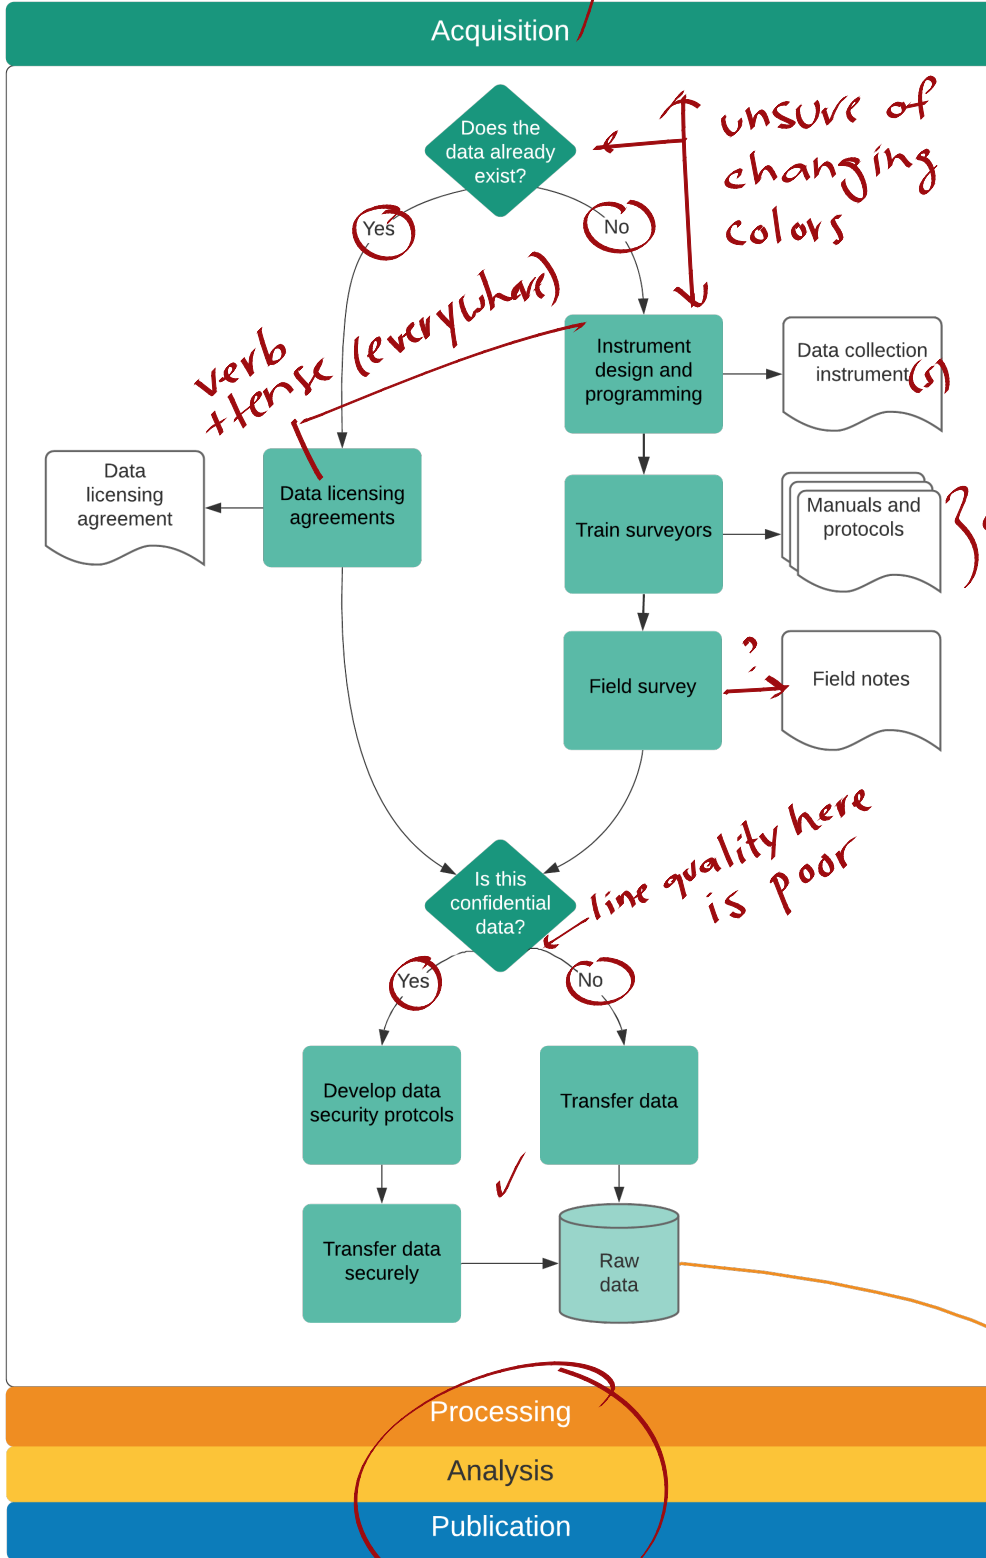 Acquisition
Does the
data already
exist?
unsure of
changing
colors
Yes
No
verb
tense (everywhere)
Instrument
design and
programming
Data collection
instrument(s)
Data
licensing
agreement
Data licensing
agreements
Train surveyors
Manuals and
protocols
Field survey
?
Field notes
line quality here
is poor
Is this
confidential
data?
Yes
No
Develop data
security protcols
Transfer data
Transfer data
securely
Raw
data
Processing
Analysis
Publication